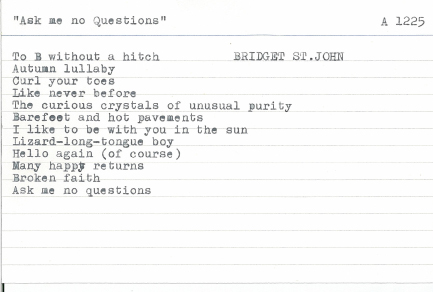 "Ask me no Questions" A 1225
To B without a hitch BRIDGET ST.JOHN
Autumn lullaby
Curl your toes
Like never before
The curious crystals of unusual purity
Barefeet and hot pavements
I like to be with you in the sun
Lizard-long-tongue boy
Hello again (of course)
Many happy returns
Broken faith
Ask me no questions